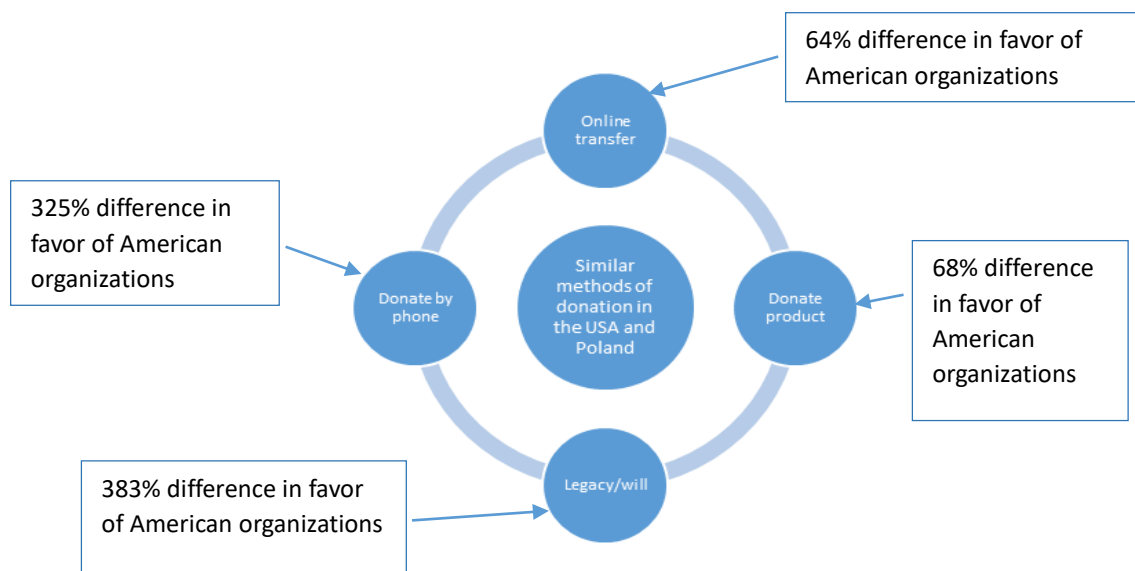 64% difference in favor of
American organizations
Online
transfer
325% difference in
favor of American
organizations
Donate by
phone
Similar
methods of
donation in
the USA and
Poland
Donate
product
68% difference
in favor of
American
organizations
383% difference in favor
of American organizations
Legacy/will